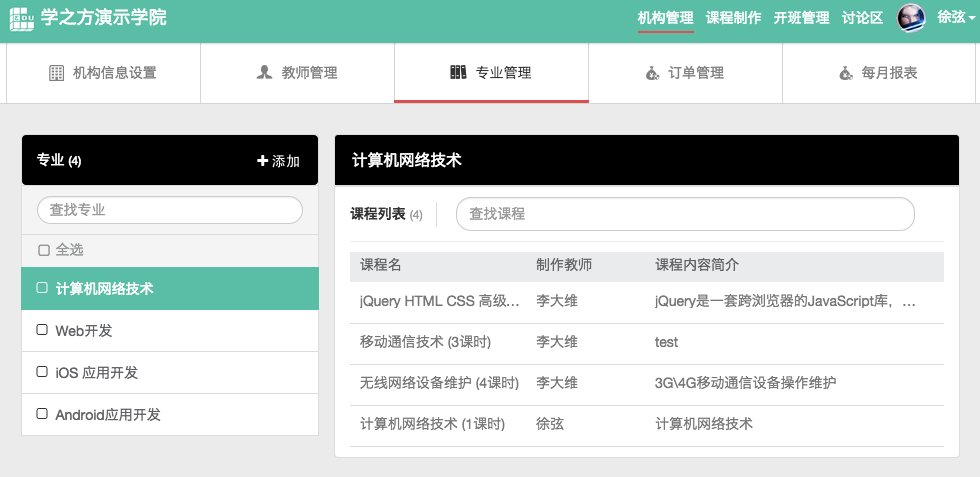 EDU 学之方演示学院
机构管理 课程制作 开班管理 讨论区 徐弦
机构信息设置 教师管理 专业管理 订单管理 每月报表
专业 (4) 添加
查找专业
全选
计算机网络技术
Web开发
iOS 应用开发
Android应用开发
计算机网络技术
课程列表 (4) 查找课程
课程名 制作教师 课程内容简介
jQuery HTML CSS 高级... 李大维 jQuery是一套跨浏览器的JavaScript库，...
移动通信技术 (3课时) 李大维 test
无线网络设备维护 (4课时) 李大维 3G\4G移动通信设备操作维护
计算机网络技术 (1课时) 徐弦 计算机网络技术